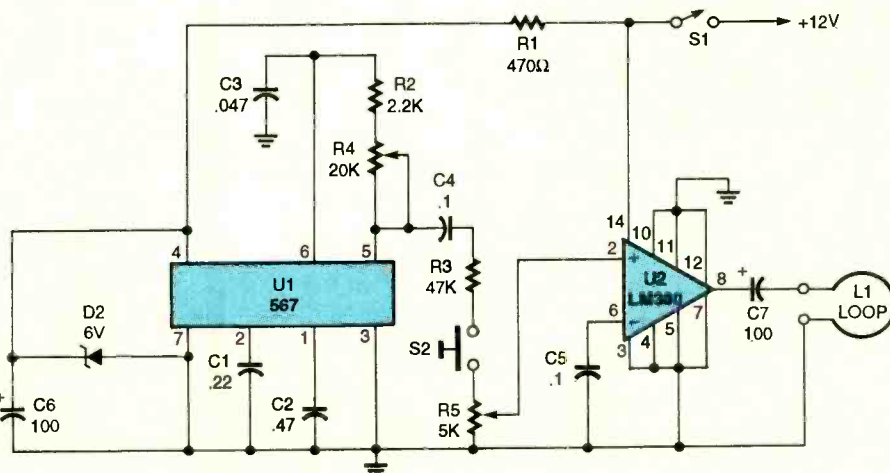 R1
470Ω
S1
+12V
C3
.047
R2
2.2K
R4
20K
C4
.1
R3
47K
S2
R5
5K
4
6
5
U1
567
7
2
1
3
D2
6V
C6
100
+
C1
.22
C2
.47
14
10
11
12
2
+
U2
LM380
8
6
-
3
4
5
7
C5
.1
+
C7
100
L1
LOOP